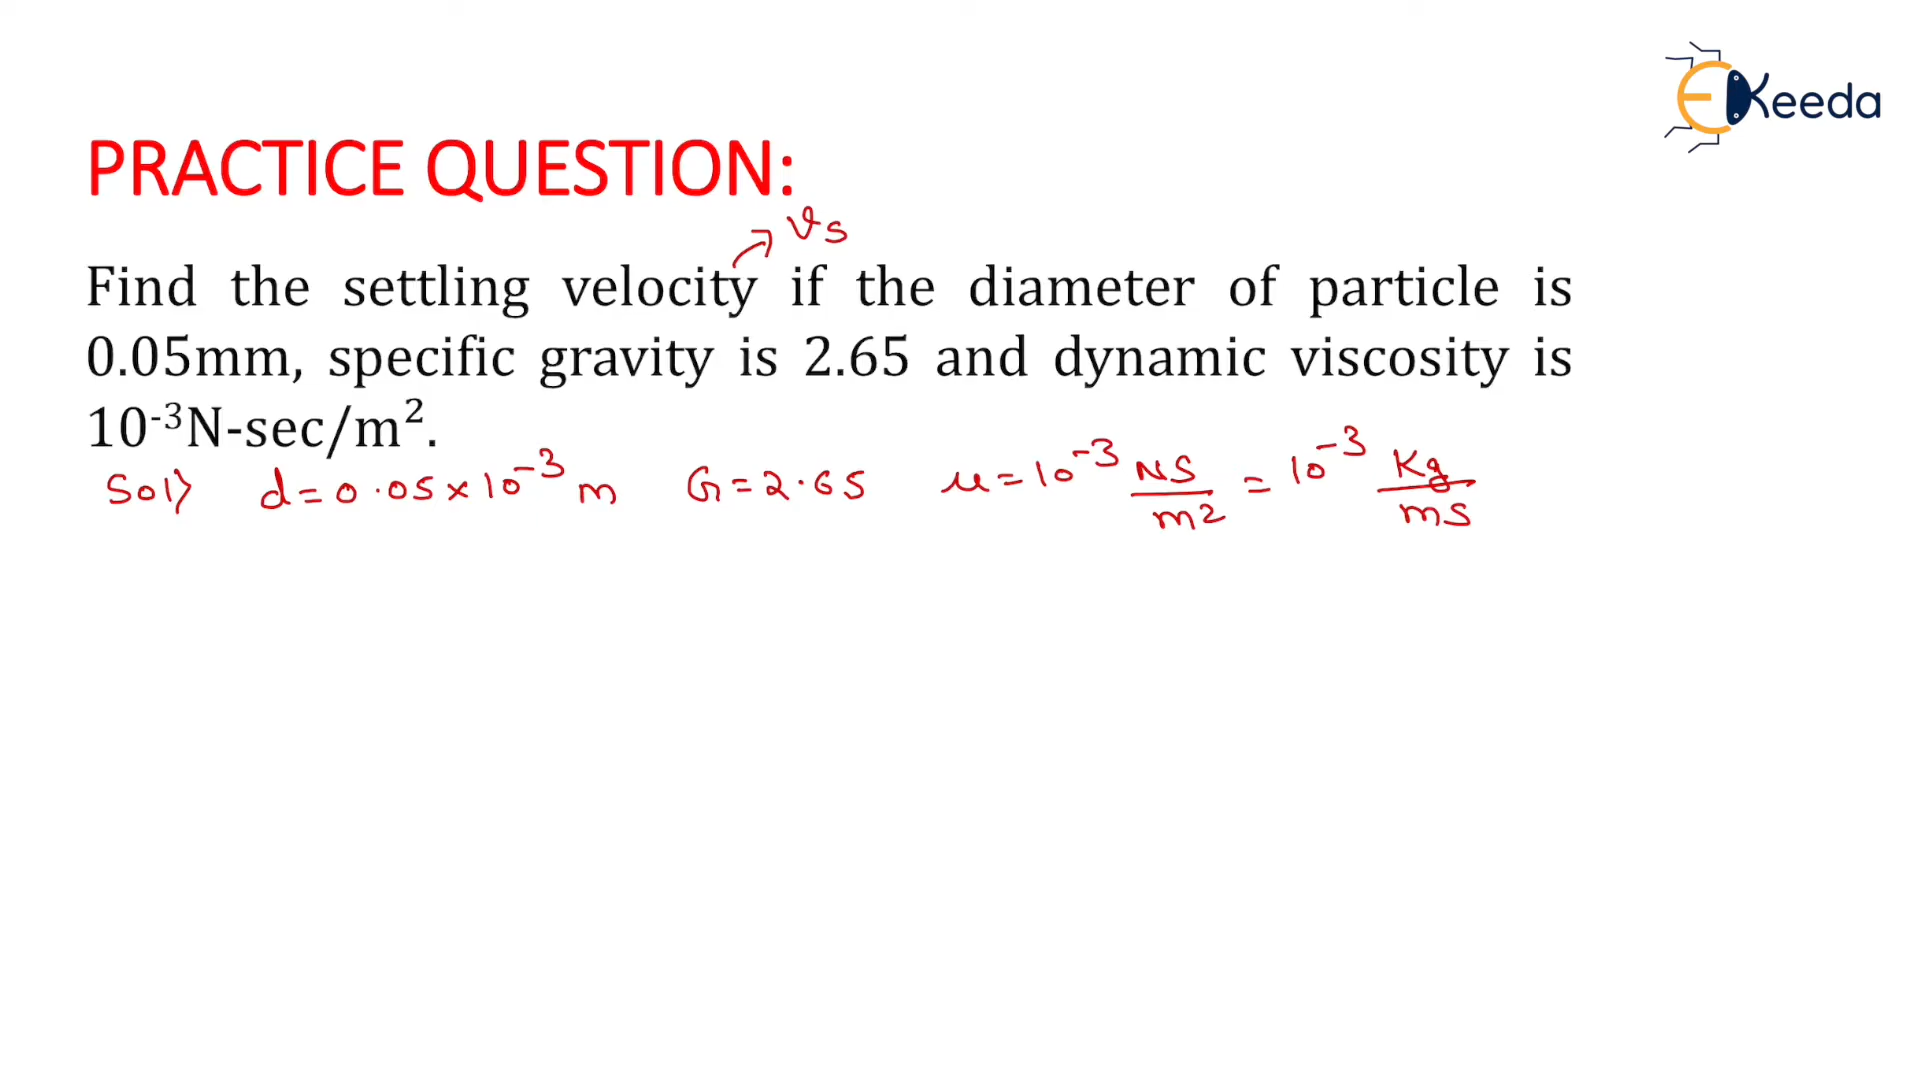 EKeeda
PRACTICE QUESTION:
→ Vs
Find the settling velocity if the diameter of particle is
0.05mm, specific gravity is 2.65 and dynamic viscosity is
10⁻³N-sec/m².
Sol) d=0.05×10⁻³ m G=2.65 μ=10⁻³ NS/m2 = 10⁻³ Kg/ms